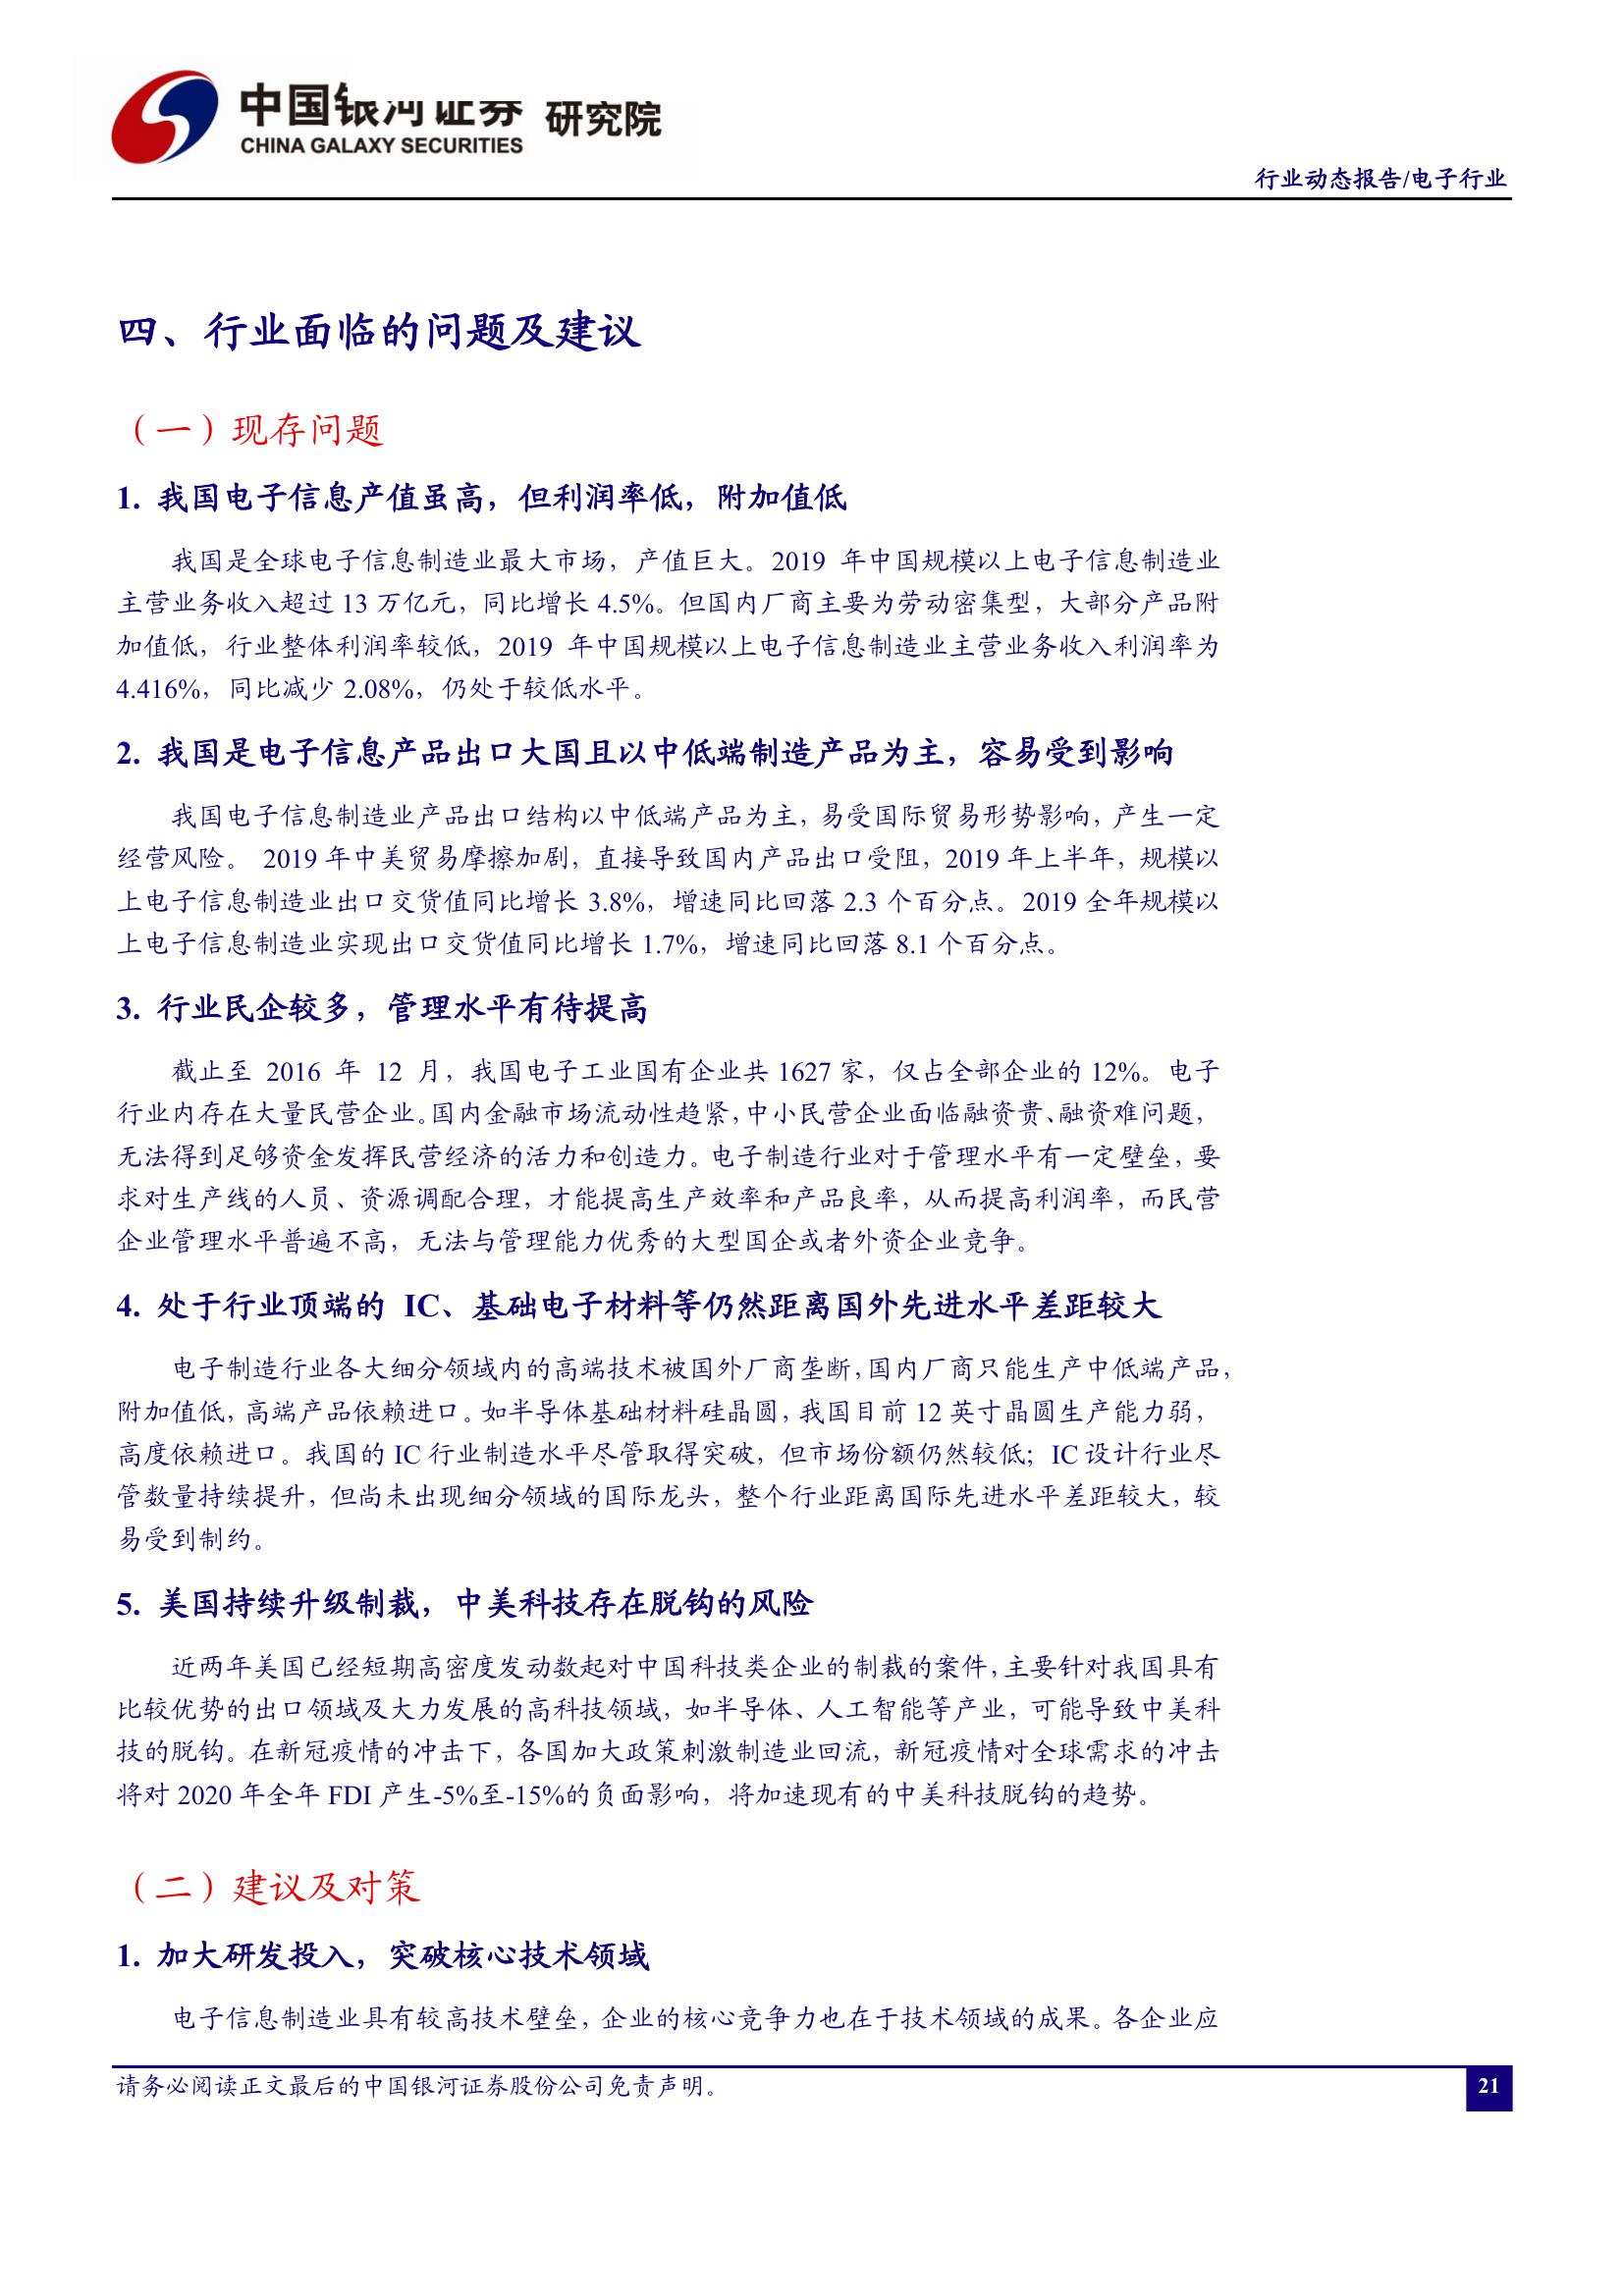 中国银河证券 研究院
CHINA GALAXY SECURITIES
行业动态报告/电子行业
四、行业面临的问题及建议
（一）现存问题
1. 我国电子信息产值虽高，但利润率低，附加值低
我国是全球电子信息制造业最大市场，产值巨大。2019 年中国规模以上电子信息制造业
主营业务收入超过 13 万亿元，同比增长 4.5%。但国内厂商主要为劳动密集型，大部分产品附
加值低，行业整体利润率较低，2019 年中国规模以上电子信息制造业主营业务收入利润率为
4.416%，同比减少 2.08%，仍处于较低水平。
2. 我国是电子信息产品出口大国且以中低端制造产品为主，容易受到影响
我国电子信息制造业产品出口结构以中低端产品为主，易受国际贸易形势影响，产生一定
经营风险。 2019 年中美贸易摩擦加剧，直接导致国内产品出口受阻，2019 年上半年，规模以
上电子信息制造业出口交货值同比增长 3.8%，增速同比回落 2.3 个百分点。2019 全年规模以
上电子信息制造业实现出口交货值同比增长 1.7%，增速同比回落 8.1 个百分点。
3. 行业民企较多，管理水平有待提高
截止至 2016 年 12 月，我国电子工业国有企业共 1627 家，仅占全部企业的 12%。电子
行业内存在大量民营企业。国内金融市场流动性趋紧，中小民营企业面临融资贵、融资难问题，
无法得到足够资金发挥民营经济的活力和创造力。电子制造行业对于管理水平有一定壁垒，要
求对生产线的人员、资源调配合理，才能提高生产效率和产品良率，从而提高利润率，而民营
企业管理水平普遍不高，无法与管理能力优秀的大型国企或者外资企业竞争。
4. 处于行业顶端的 IC、基础电子材料等仍然距离国外先进水平差距较大
电子制造行业各大细分领域内的高端技术被国外厂商垄断，国内厂商只能生产中低端产品，
附加值低，高端产品依赖进口。如半导体基础材料硅晶圆，我国目前 12 英寸晶圆生产能力弱，
高度依赖进口。我国的 IC 行业制造水平尽管取得突破，但市场份额仍然较低；IC 设计行业尽
管数量持续提升，但尚未出现细分领域的国际龙头，整个行业距离国际先进水平差距较大，较
易受到制约。
5. 美国持续升级制裁，中美科技存在脱钩的风险
近两年美国已经短期高密度发动数起对中国科技类企业的制裁的案件，主要针对我国具有
比较优势的出口领域及大力发展的高科技领域，如半导体、人工智能等产业，可能导致中美科
技的脱钩。在新冠疫情的冲击下，各国加大政策刺激制造业回流，新冠疫情对全球需求的冲击
将对 2020 年全年 FDI 产生-5%至-15%的负面影响，将加速现有的中美科技脱钩的趋势。
（二）建议及对策
1. 加大研发投入，突破核心技术领域
电子信息制造业具有较高技术壁垒，企业的核心竞争力也在于技术领域的成果。各企业应
请务必阅读正文最后的中国银河证券股份公司免责声明。
21